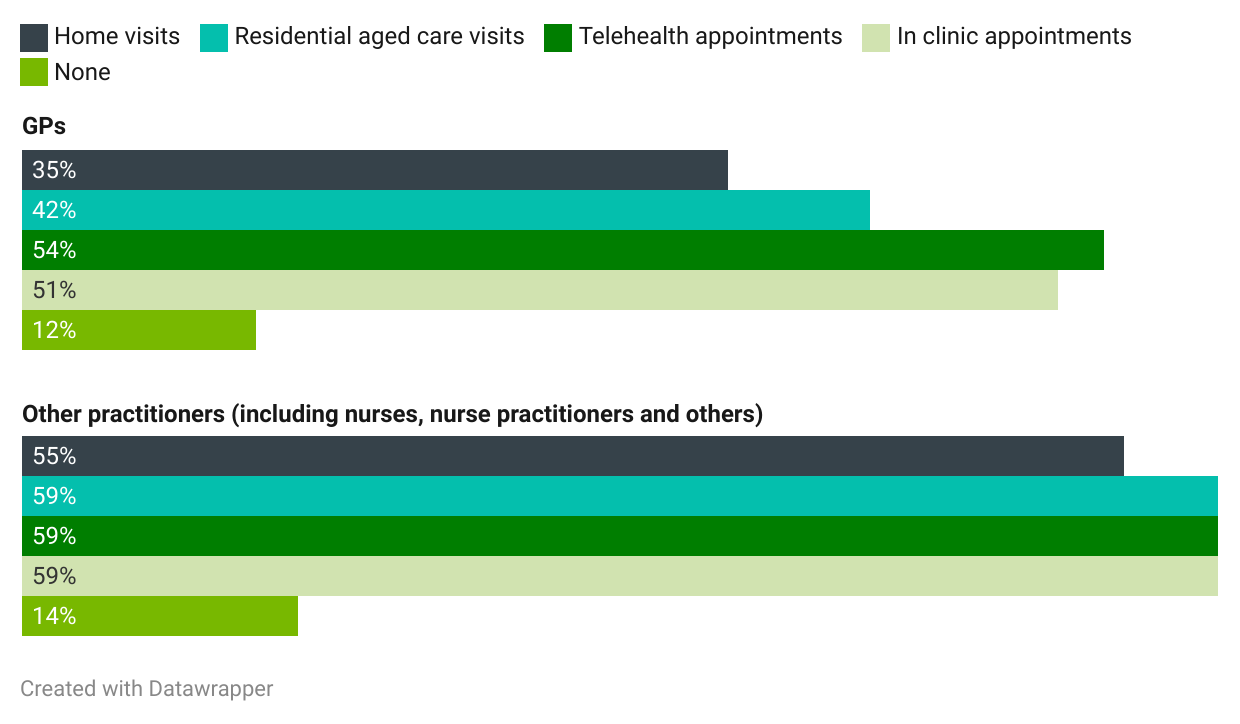 Home visits Residential aged care visits Telehealth appointments In clinic appointments
None
GPs
35%
42%
54%
51%
12%
Other practitioners (including nurses, nurse practitioners and others)
55%
59%
59%
59%
14%
Created with Datawrapper